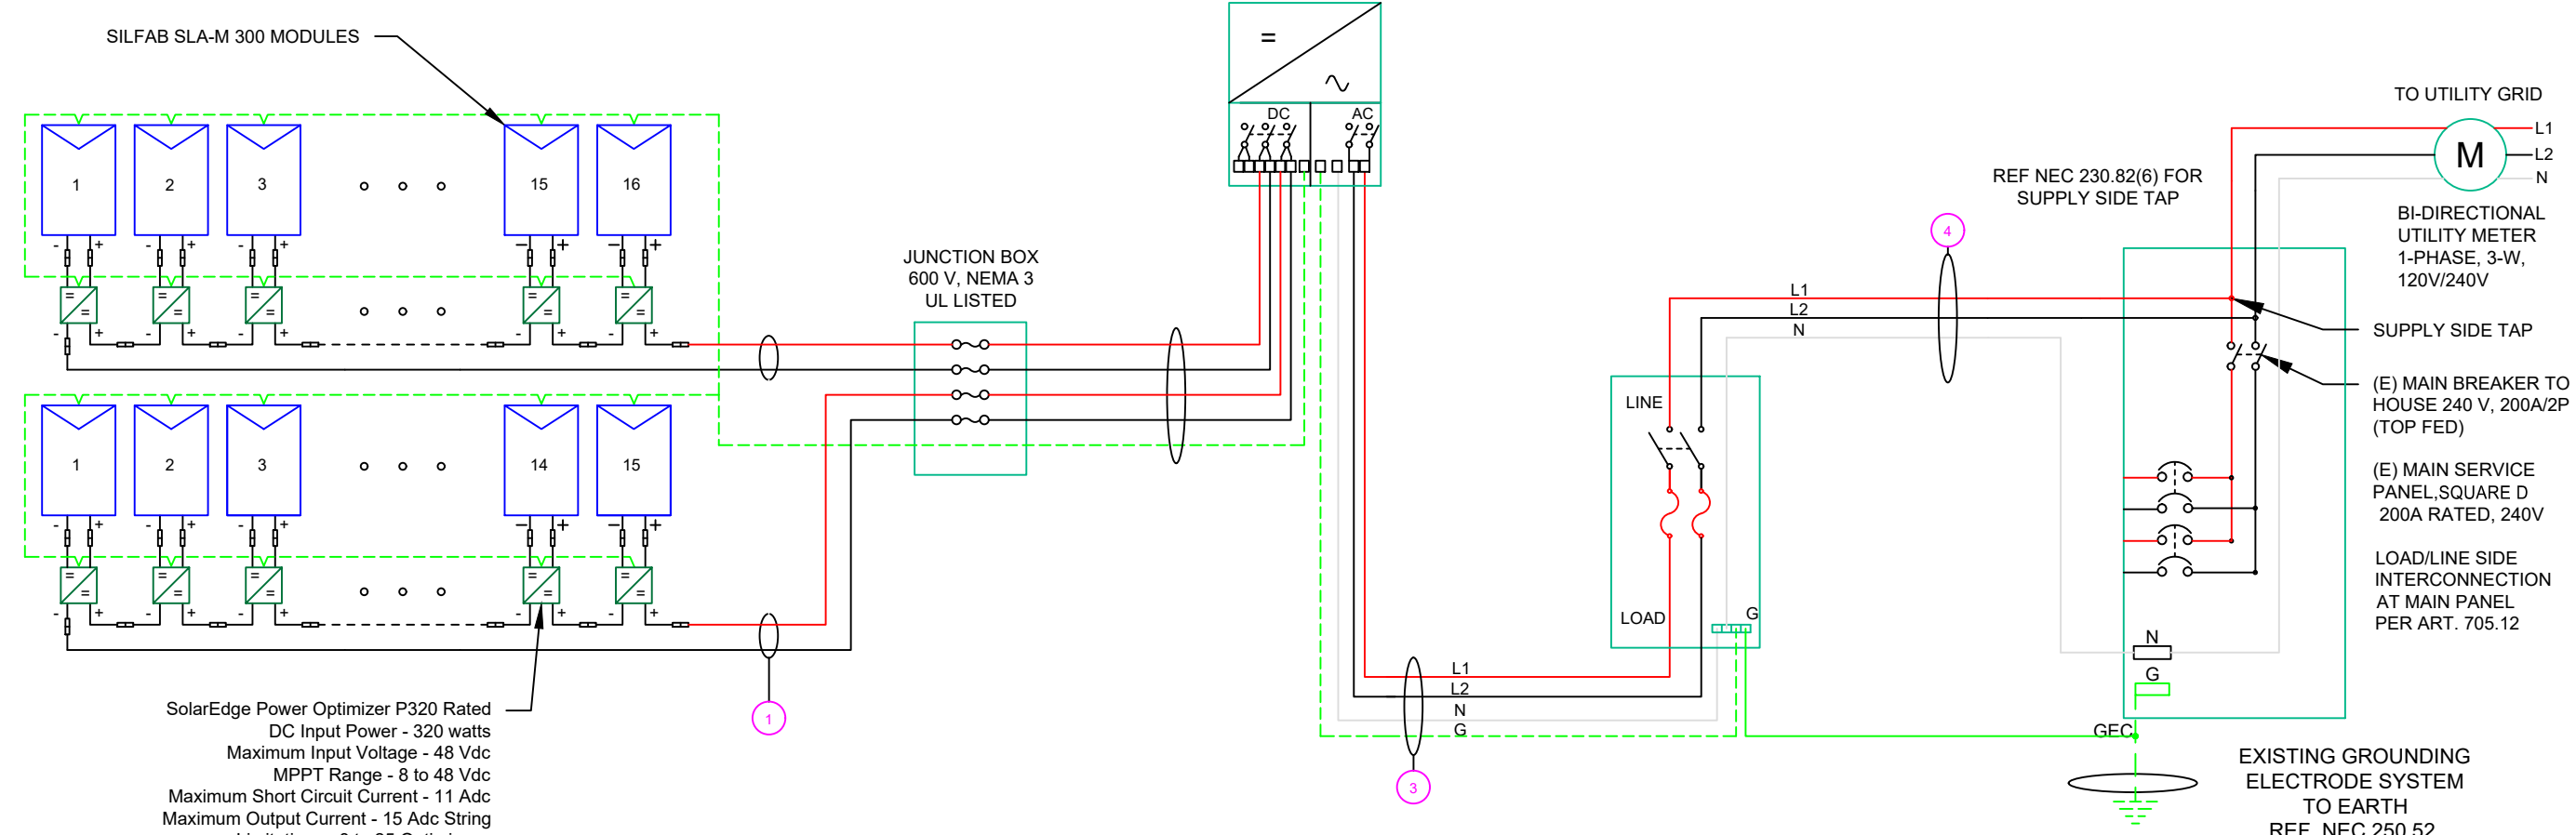 SILFAB SLA-M 300 MODULES
1 2 3 15 16
- + - + - + - + - +
= = = = = = = = = =
- + - + - + - + - +
1 2 3 14 15
- + - + - + - + - +
= = = = = = = = = =
- + - + - + - + - +
SolarEdge Power Optimizer P320 Rated
DC Input Power - 320 watts
Maximum Input Voltage - 48 Vdc
MPPT Range - 8 to 48 Vdc
Maximum Short Circuit Current - 11 Adc
Maximum Output Current - 15 Adc String
1
JUNCTION BOX
600 V, NEMA 3
UL LISTED
=
DC AC
3
L1
L2
N
G
LINE
LOAD
G
L1
L2
N
4
REF NEC 230.82(6) FOR
SUPPLY SIDE TAP
TO UTILITY GRID
M
L1
L2
N
BI-DIRECTIONAL
UTILITY METER
1-PHASE, 3-W,
120V/240V
SUPPLY SIDE TAP
(E) MAIN BREAKER TO
HOUSE 240 V, 200A/2P
(TOP FED)
(E) MAIN SERVICE
PANEL,SQUARE D
200A RATED, 240V
LOAD/LINE SIDE
INTERCONNECTION
AT MAIN PANEL
PER ART. 705.12
N
G
GEC
EXISTING GROUNDING
ELECTRODE SYSTEM
TO EARTH
REF. NEC 250.52